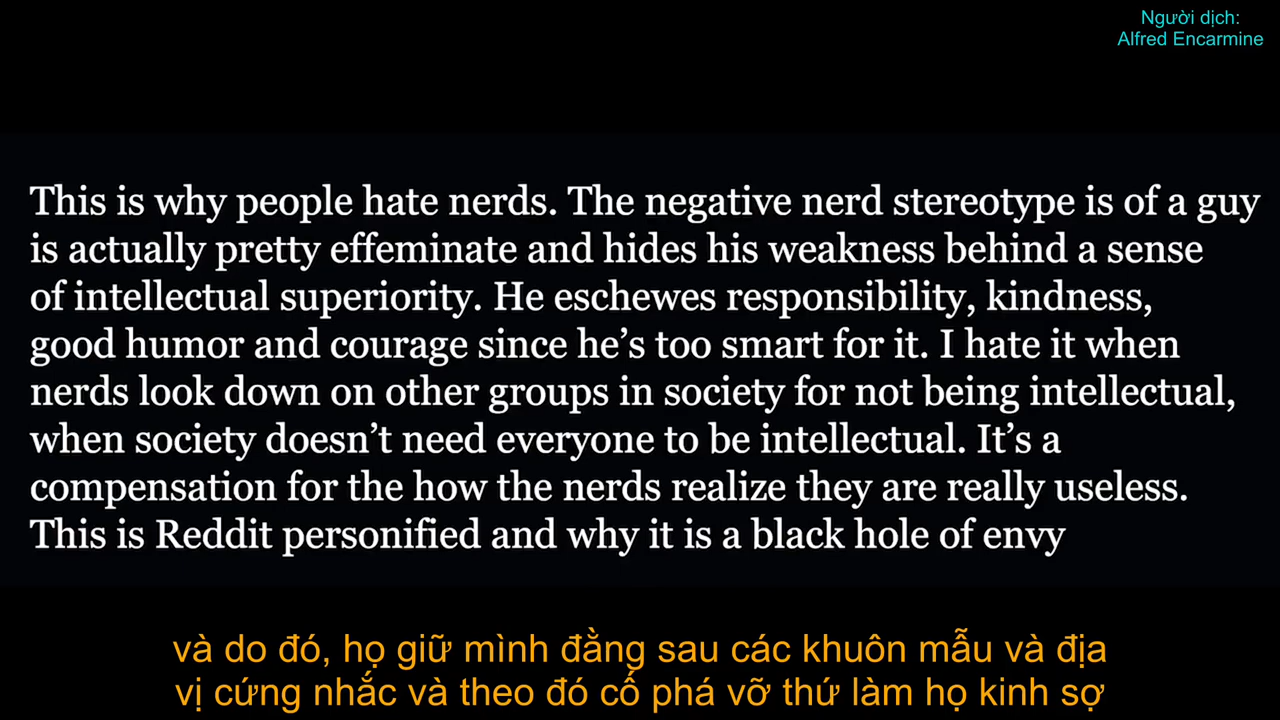 Người dịch:
Alfred Encarmine
This is why people hate nerds. The negative nerd stereotype is of a guy
is actually pretty effeminate and hides his weakness behind a sense
of intellectual superiority. He eschewes responsibility, kindness,
good humor and courage since he’s too smart for it. I hate it when
nerds look down on other groups in society for not being intellectual,
when society doesn’t need everyone to be intellectual. It’s a
compensation for the how the nerds realize they are really useless.
This is Reddit personified and why it is a black hole of envy
và do đó, họ giữ mình đằng sau các khuôn mẫu và địa
vị cứng nhắc và theo đó cố phá vỡ thứ làm họ kinh sợ